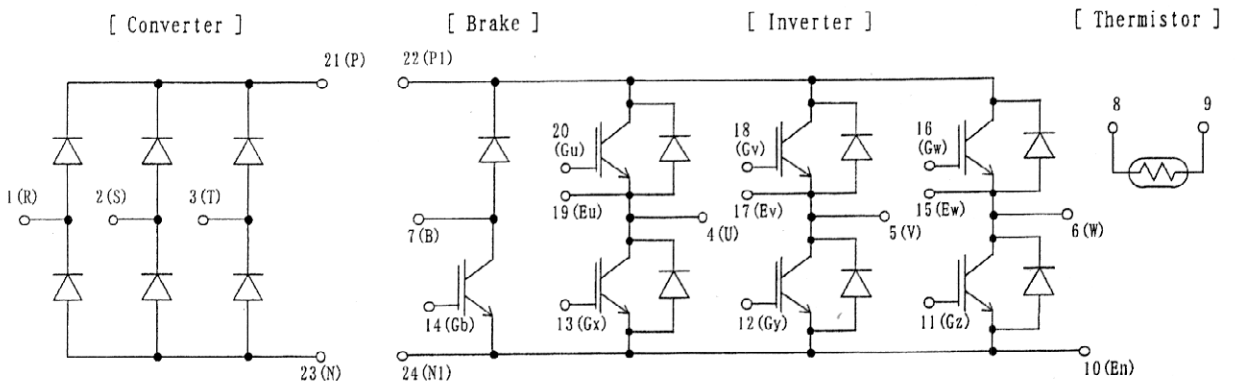 [ Converter ]
[ Brake ]
[ Inverter ]
[ Thermistor ]
21(P)
22(P1)
8
9
20
(Gu)
18
(Gv)
16
(Gw)
1(R)
2(S)
3(T)
19(Eu)
17(Ev)
15(Ew)
7(B)
4(U)
5(V)
6(W)
14(Gb)
13(Gx)
12(Gy)
11(Gz)
23(N)
24(N1)
10(En)